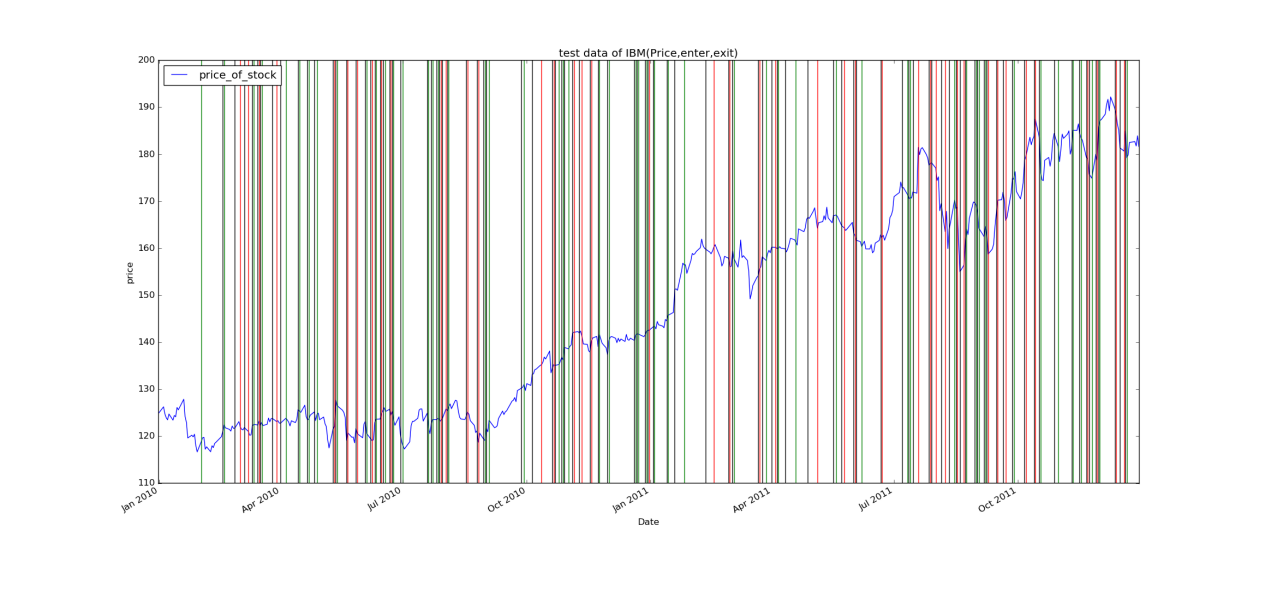 test data of IBM(Price,enter,exit)
price_of_stock
200
190
180
170
160
150
140
130
120
110
price
Jan 2010
Apr 2010
Jul 2010
Oct 2010
Jan 2011
Apr 2011
Jul 2011
Oct 2011
Date